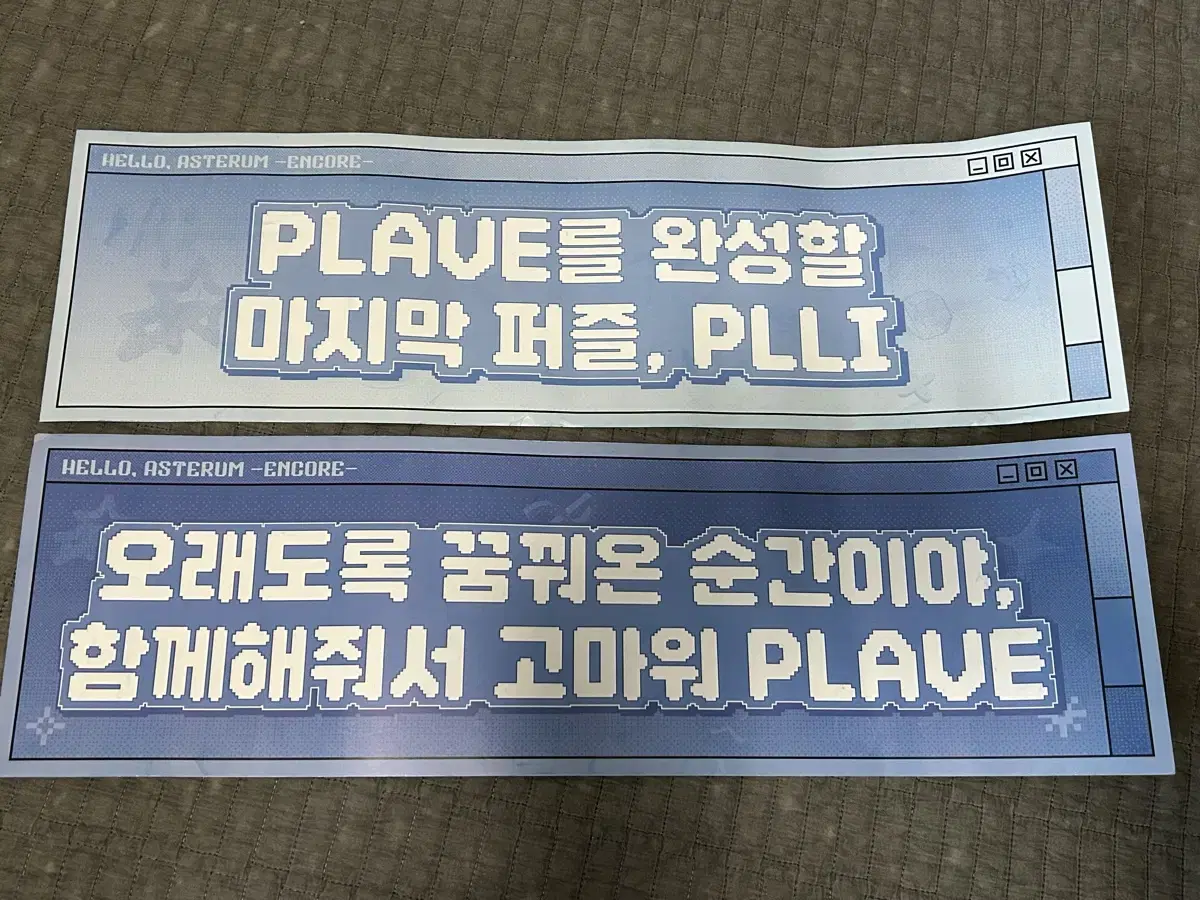 HELLO, ASTERUM -ENCORE-
PLAVE를 완성할
마지막 퍼즐, PLLI
HELLO, ASTERUM -ENCORE-
오래도록 꿈꿔온 순간이야,
함께해줘서 고마워 PLAVE